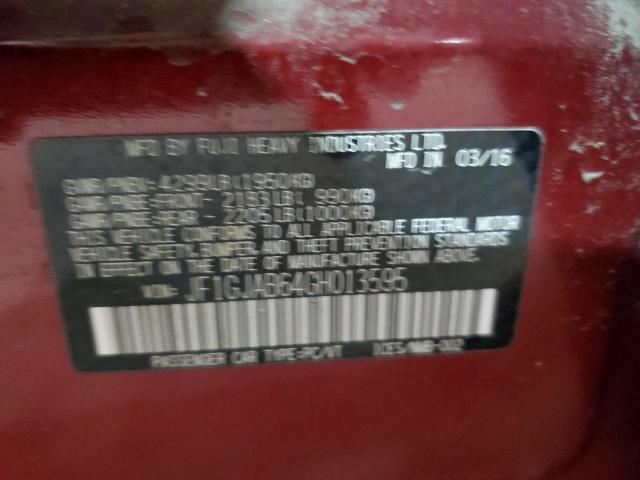 MFD BY FUJI HEAVY INDUSTRIES LTD.
MFD IN 03/16
GVWR/PNBV: 4299LB (1950KG)
GAWR/PNBE-FRONT- 2183LB ( 990KG)
GAWR/PNBE-REAR - 2205LB (1000KG)
THIS VEHICLE CONFORMS TO ALL APPLICABLE FEDERAL MOTOR
VEHICLE SAFETY, BUMPER AND THEFT PREVENTION STANDARDS
IN EFFECT ON THE DATE OF MANUFACTURE SHOWN ABOVE.
VIN: JF1GJAB64GH013595
PASSENGER CAR TYPE:PC/VT ICES/NMB-002